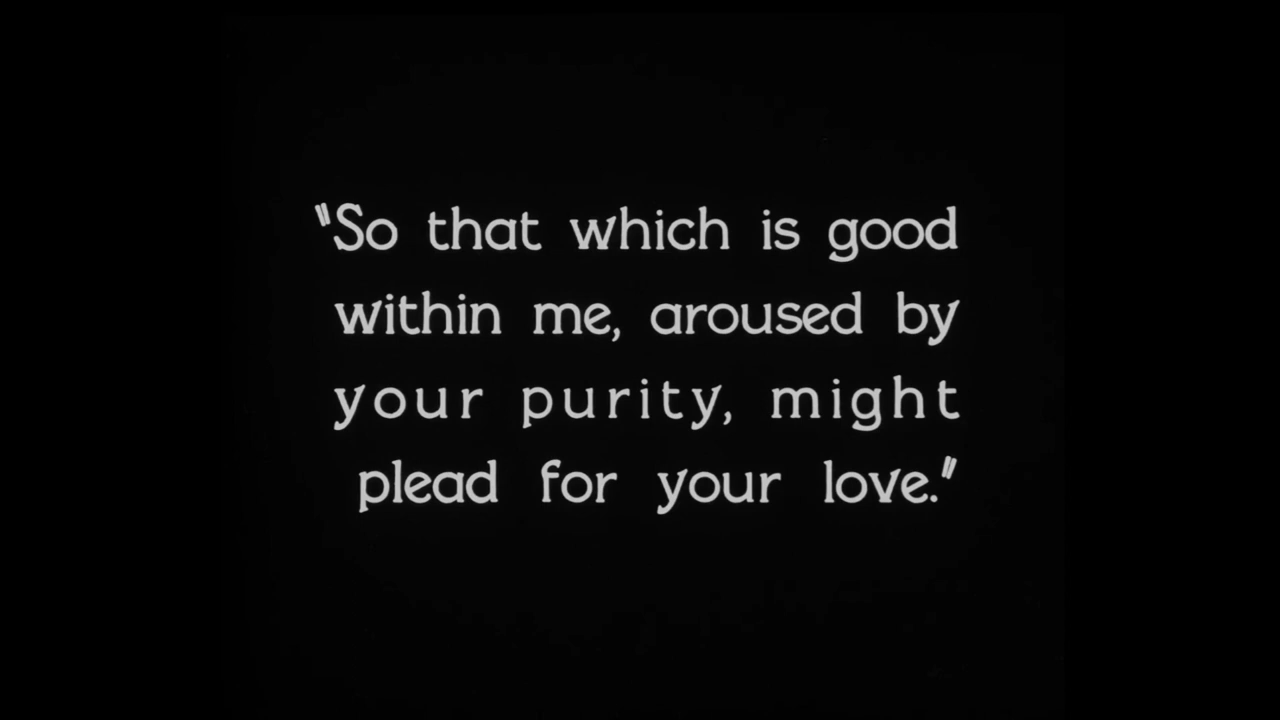 "So that which is good
within me, aroused by
your purity, might
plead for your love."